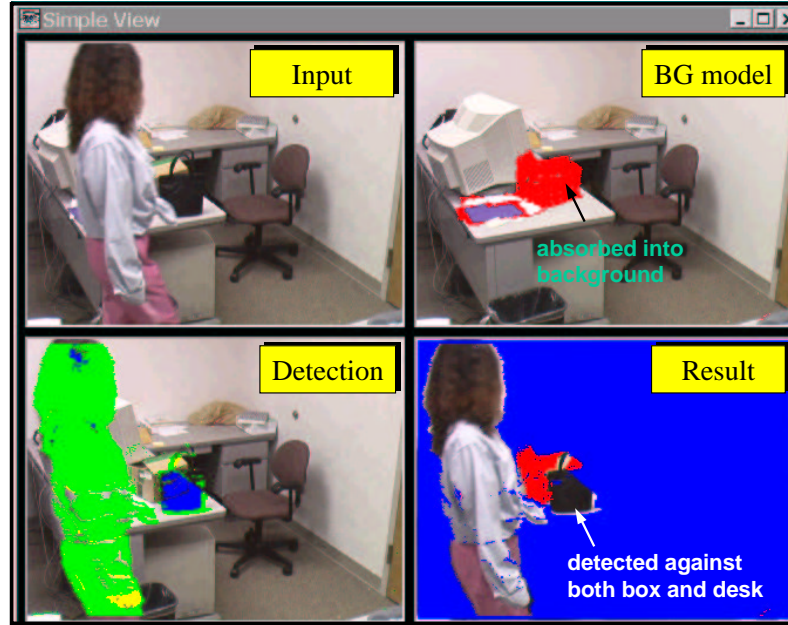 Simple View
Input
BG model
absorbed into
background
Detection
Result
detected against
both box and desk